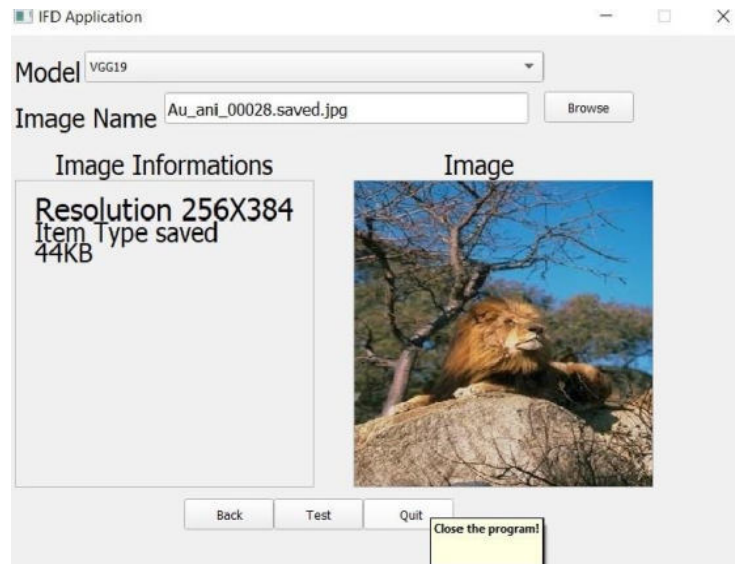 IFD Application
Model VGG19
Image Name Au_ani_00028.saved.jpg Browse
Image Informations
Resolution 256X384
Item Type saved
44KB
Image
Back Test Quit
Close the program!